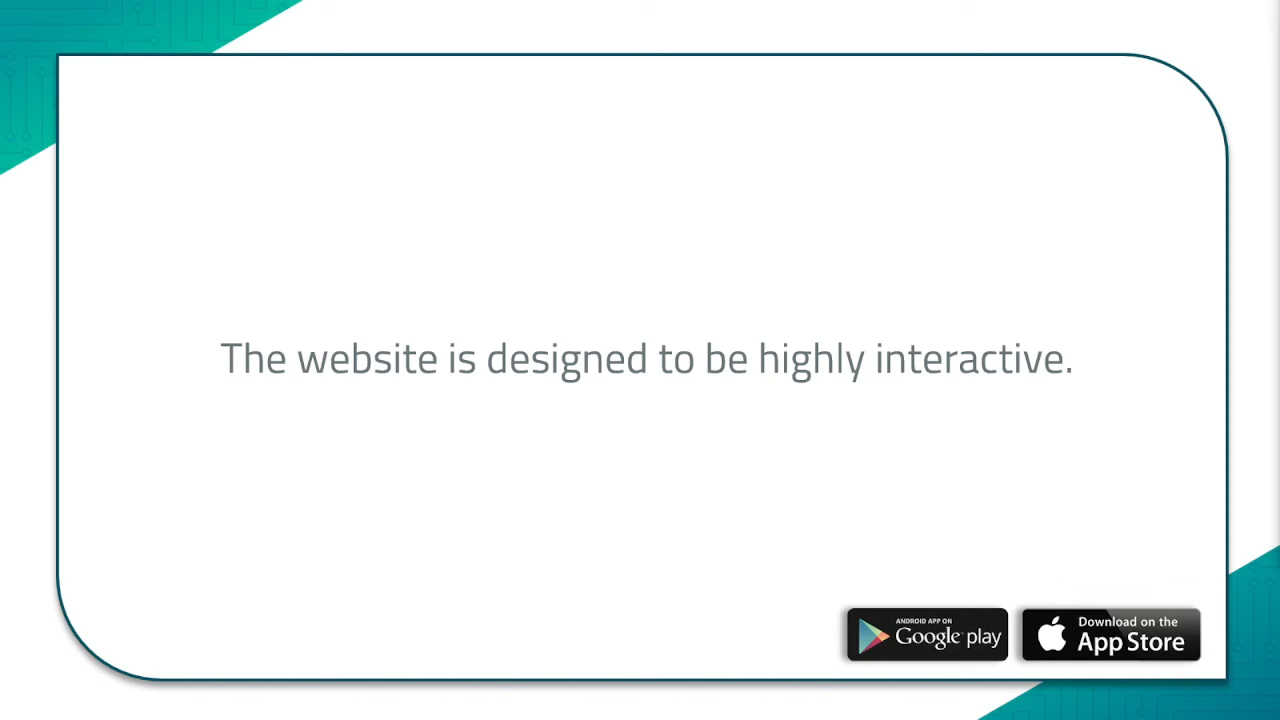 The website is designed to be highly interactive.
ANDROID APP ON
Google play
Download on the
App Store